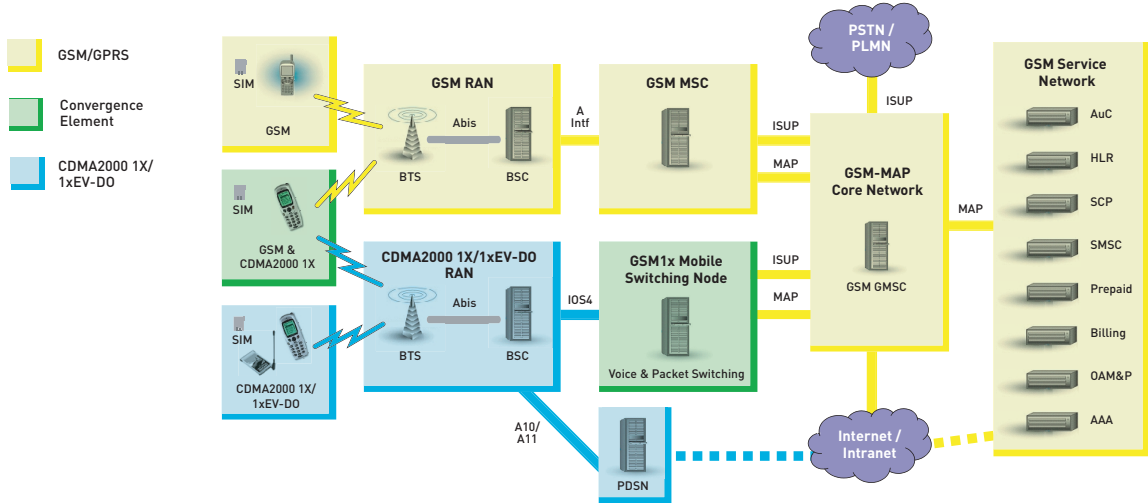 GSM/GPRS
Convergence
Element
CDMA2000 1X/
1xEV-DO
SIM
GSM
SIM
GSM &
CDMA2000 1X
SIM
CDMA2000 1X/
1xEV-DO
GSM RAN
Abis
BTS
BSC
CDMA2000 1X/1xEV-DO
RAN
Abis
BTS
BSC
A
Intf
IOS4
A10/
A11
GSM MSC
GSM1x Mobile
Switching Node
Voice & Packet Switching
PDSN
ISUP
MAP
ISUP
MAP
PSTN /
PLMN
ISUP
GSM-MAP
Core Network
GSM GMSC
Internet /
Intranet
MAP
GSM Service
Network
AuC
HLR
SCP
SMSC
Prepaid
Billing
OAM&P
AAA